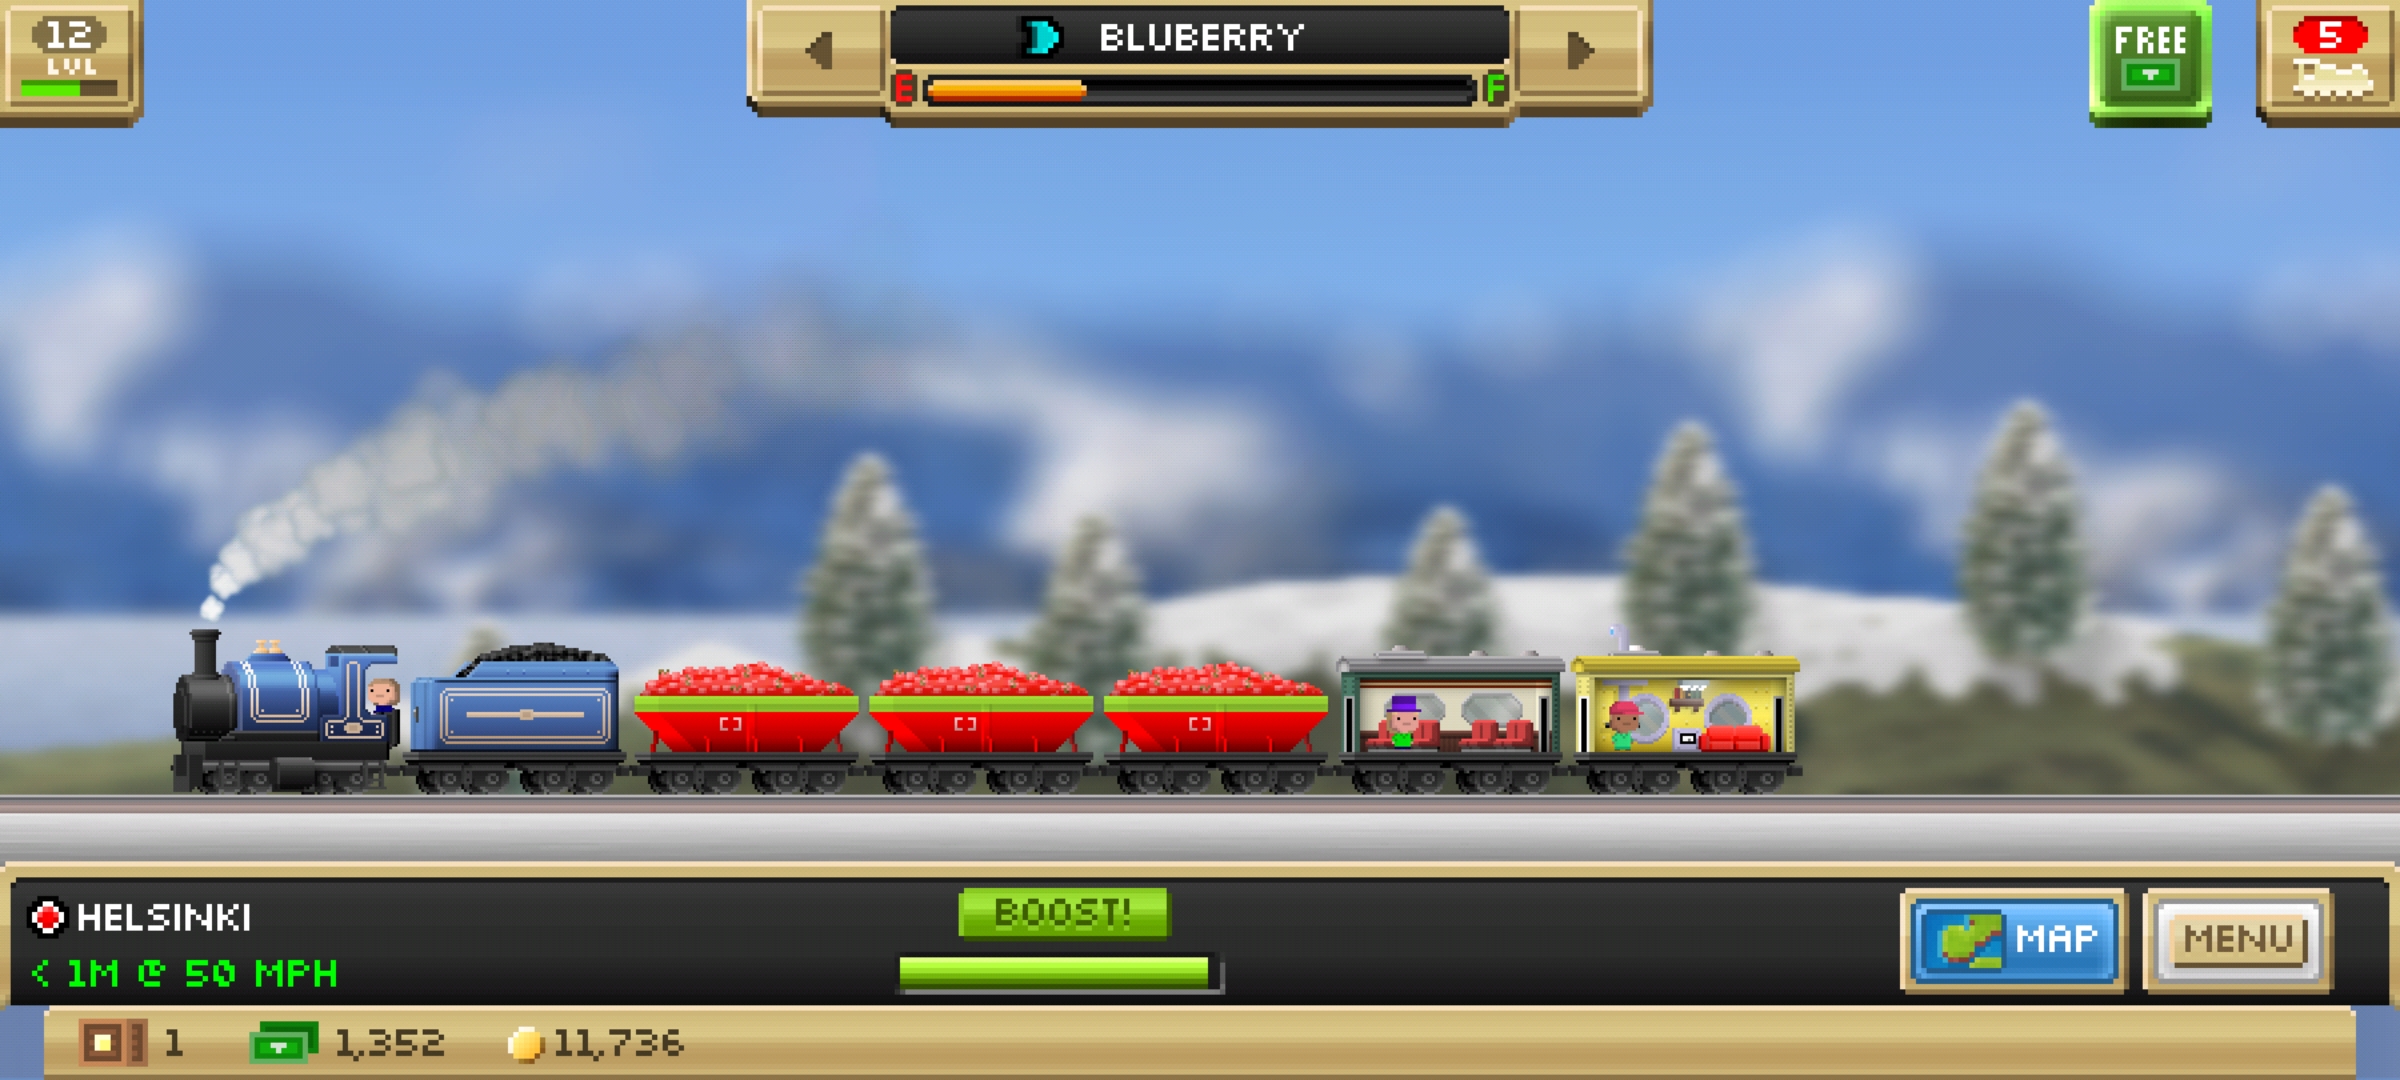 12
LVL
BLUBERRY
E F
FREE
5
HELSINKI
< 1M @ 50 MPH
BOOST!
MAP
MENU
1
1,352
11,736